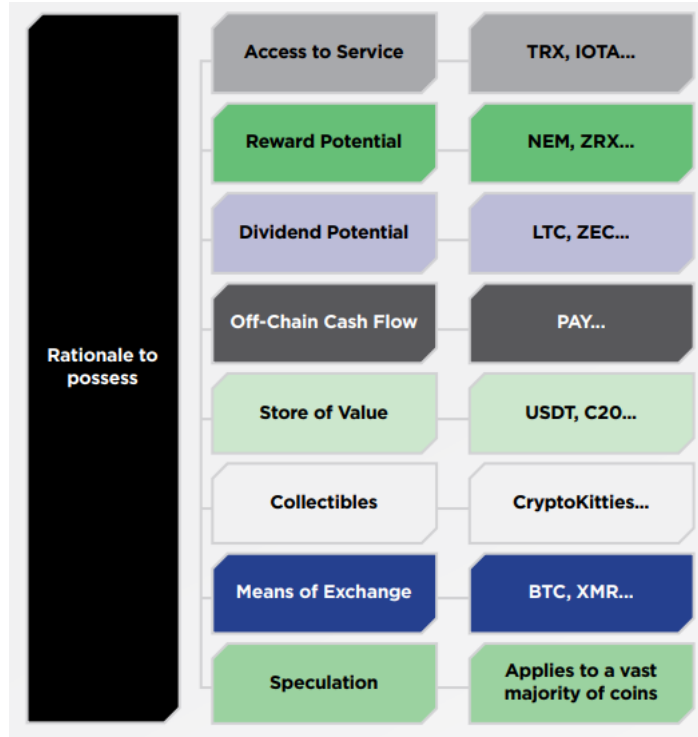 Rationale to
possess
Access to Service
TRX, IOTA...
Reward Potential
NEM, ZRX...
Dividend Potential
LTC, ZEC...
Off-Chain Cash Flow
PAY...
Store of Value
USDT, C20...
Collectibles
CryptoKitties...
Means of Exchange
BTC, XMR...
Speculation
Applies to a vast
majority of coins